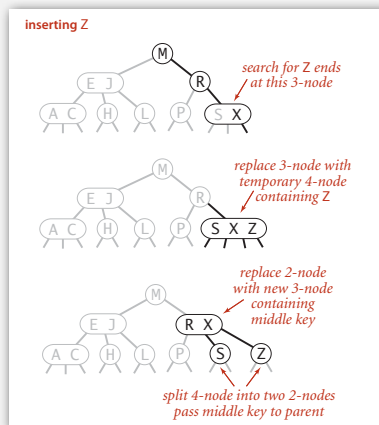 inserting Z
M
search for Z ends
at this 3-node
E J R
A C H L P S X
replace 3-node with
temporary 4-node
containing Z
M
E J R
A C H L P S X Z
replace 2-node
with new 3-node
containing
middle key
M
E J R X
A C H L P S Z
split 4-node into two 2-nodes
pass middle key to parent